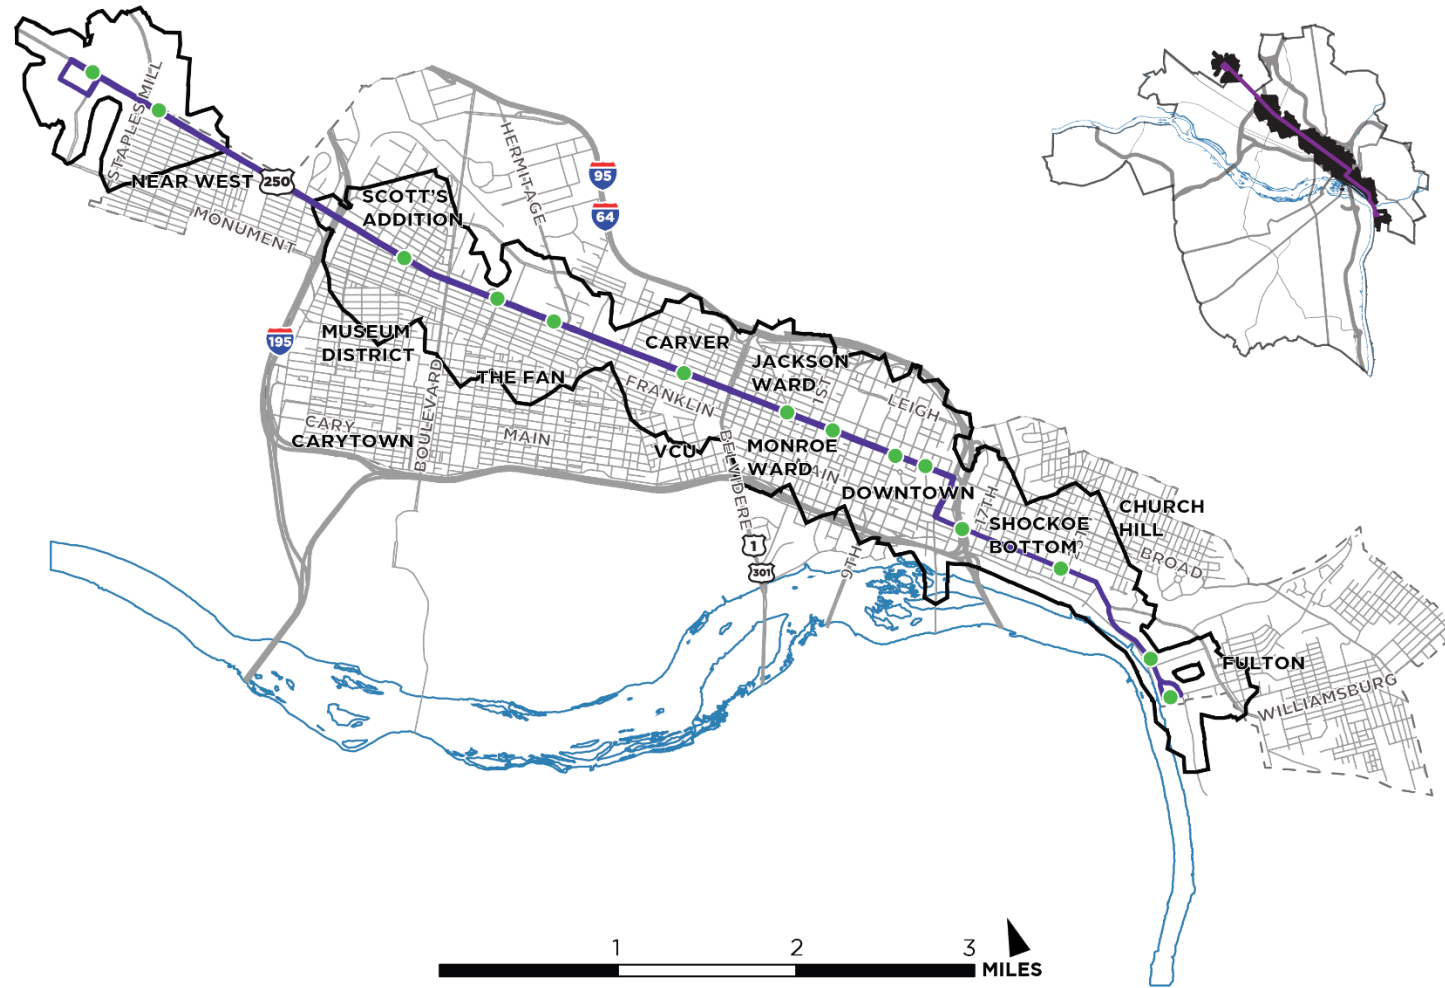 STAPLES MILL
NEAR WEST
250
MONUMENT
SCOTT'S
ADDITION
HERMITAGE
95
64
195
MUSEUM
DISTRICT
THE FAN
BOULEVARD
CARY
CARYTOWN
MAIN
FRANKLIN
CARVER
VCU
BELVIDERE
JACKSON
WARD
1ST
LEIGH
MONROE
WARD
MAIN
DOWNTOWN
1
301
9TH
17TH
SHOCKOE
BOTTOM
CHURCH
HILL
BROAD
FULTON
WILLIAMSBURG
1 2 3
MILES